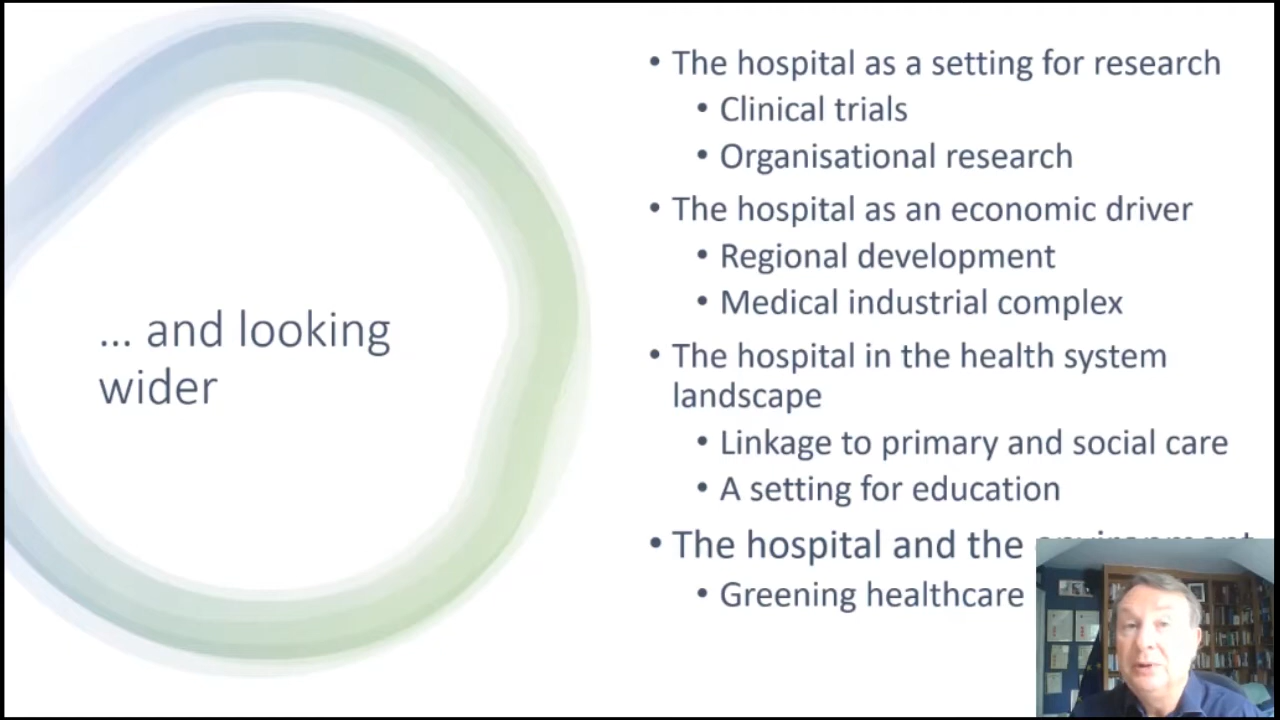 ... and looking
wider
• The hospital as a setting for research
• Clinical trials
• Organisational research
• The hospital as an economic driver
• Regional development
• Medical industrial complex
• The hospital in the health system
landscape
• Linkage to primary and social care
• A setting for education
• The hospital and the
• Greening healthcare